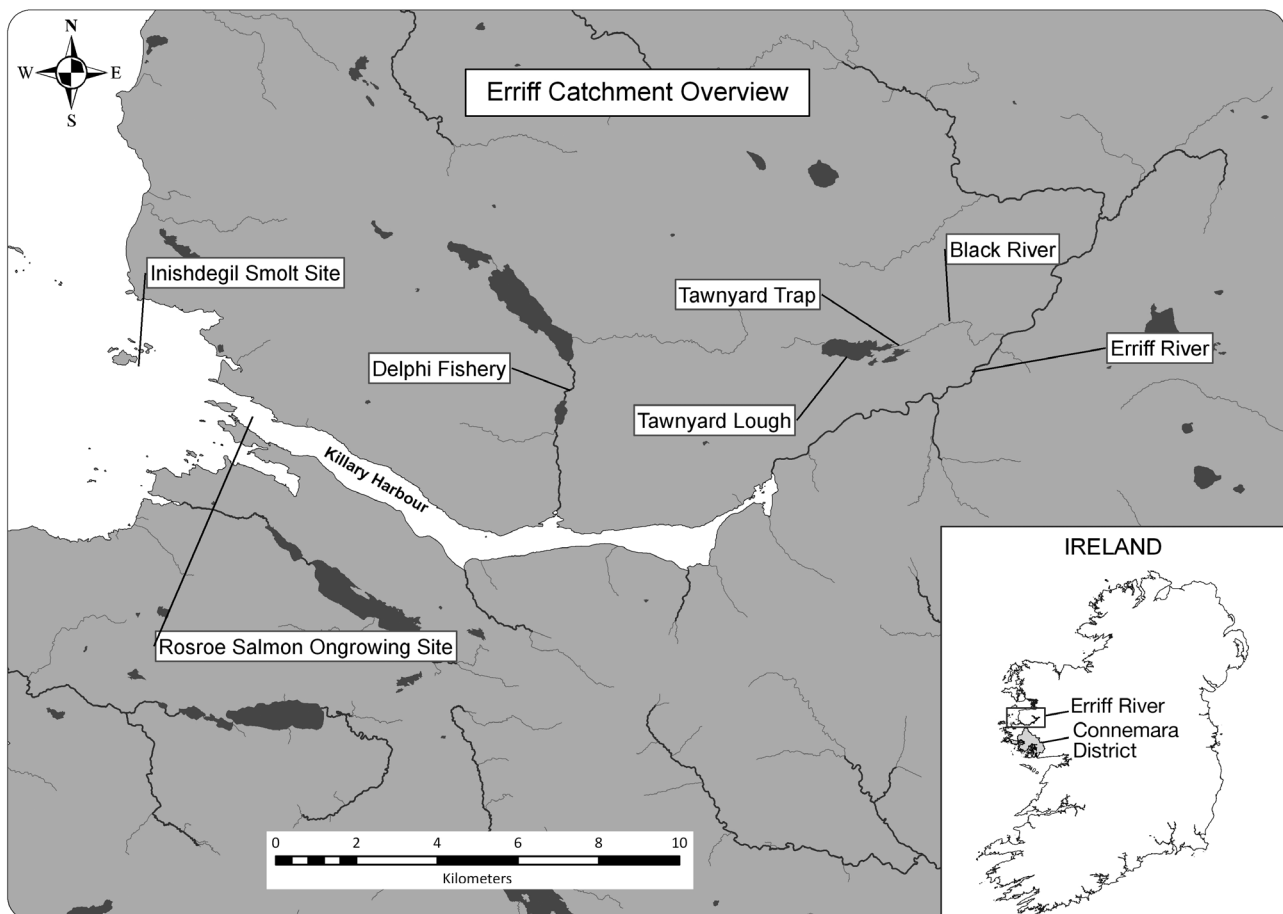 N
W
E
S
Erriff Catchment Overview
Inishdegil Smolt Site
Black River
Tawnyard Trap
Erriff River
Delphi Fishery
Tawnyard Lough
Killary Harbour
Rosroe Salmon Ongrowing Site
IRELAND
Erriff River
Connemara
District
0 2 4 6 8 10
Kilometers